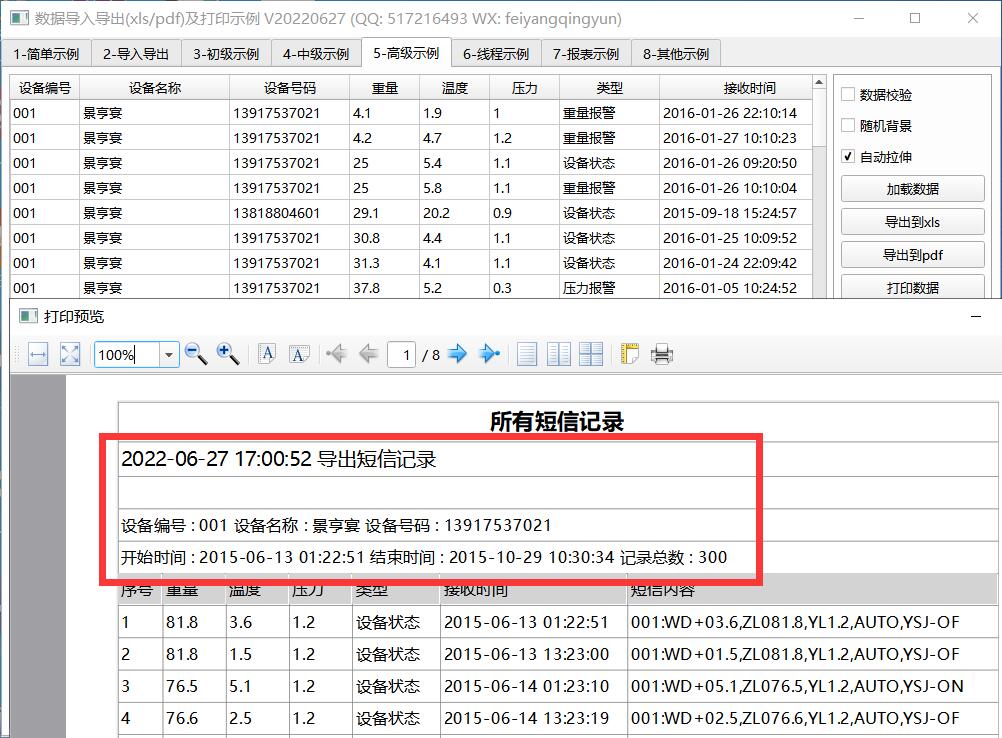 数据导入导出(xls/pdf)及打印示例 V20220627 (QQ: 517216493 WX: feiyangqingyun)
1-简单示例 2-导入导出 3-初级示例 4-中级示例 5-高级示例 6-线程示例 7-报表示例 8-其他示例
设备编号 设备名称 设备号码 重量 温度 压力 类型 接收时间
001 景亨宴 13917537021 4.1 1.9 1 重量报警 2016-01-26 22:10:14
001 景亨宴 13917537021 4.2 4.7 1.2 重量报警 2016-01-27 10:10:23
001 景亨宴 13917537021 25 5.4 1.1 设备状态 2016-01-26 09:20:50
001 景亨宴 13917537021 25 5.8 1.1 重量报警 2016-01-26 10:10:04
001 景亨宴 13818804601 29.1 20.2 0.9 设备状态 2015-09-18 15:24:57
001 景亨宴 13917537021 30.8 4.4 1.1 设备状态 2016-01-25 10:09:52
001 景亨宴 13917537021 31.3 4.1 1.1 设备状态 2016-01-24 22:09:42
001 景亨宴 13917537021 37.8 5.2 0.3 压力报警 2016-01-05 10:24:52
数据校验
随机背景
自动拉伸
加载数据
导出到xls
导出到pdf
打印数据
打印预览
100% A A 1 / 8
所有短信记录
2022-06-27 17:00:52 导出短信记录
设备编号 : 001 设备名称 : 景亨宴 设备号码 : 13917537021
开始时间 : 2015-06-13 01:22:51 结束时间 : 2015-10-29 10:30:34 记录总数 : 300
序号 重量 温度 压力 类型 接收时间 短信内容
1 81.8 3.6 1.2 设备状态 2015-06-13 01:22:51 001:WD+03.6,ZL081.8,YL1.2,AUTO,YSJ-OF
2 81.8 1.5 1.2 设备状态 2015-06-13 13:23:00 001:WD+01.5,ZL081.8,YL1.2,AUTO,YSJ-OF
3 76.5 5.1 1.2 设备状态 2015-06-14 01:23:10 001:WD+05.1,ZL076.5,YL1.2,AUTO,YSJ-ON
4 76.6 2.5 1.2 设备状态 2015-06-14 13:23:19 001:WD+02.5,ZL076.6,YL1.2,AUTO,YSJ-OF